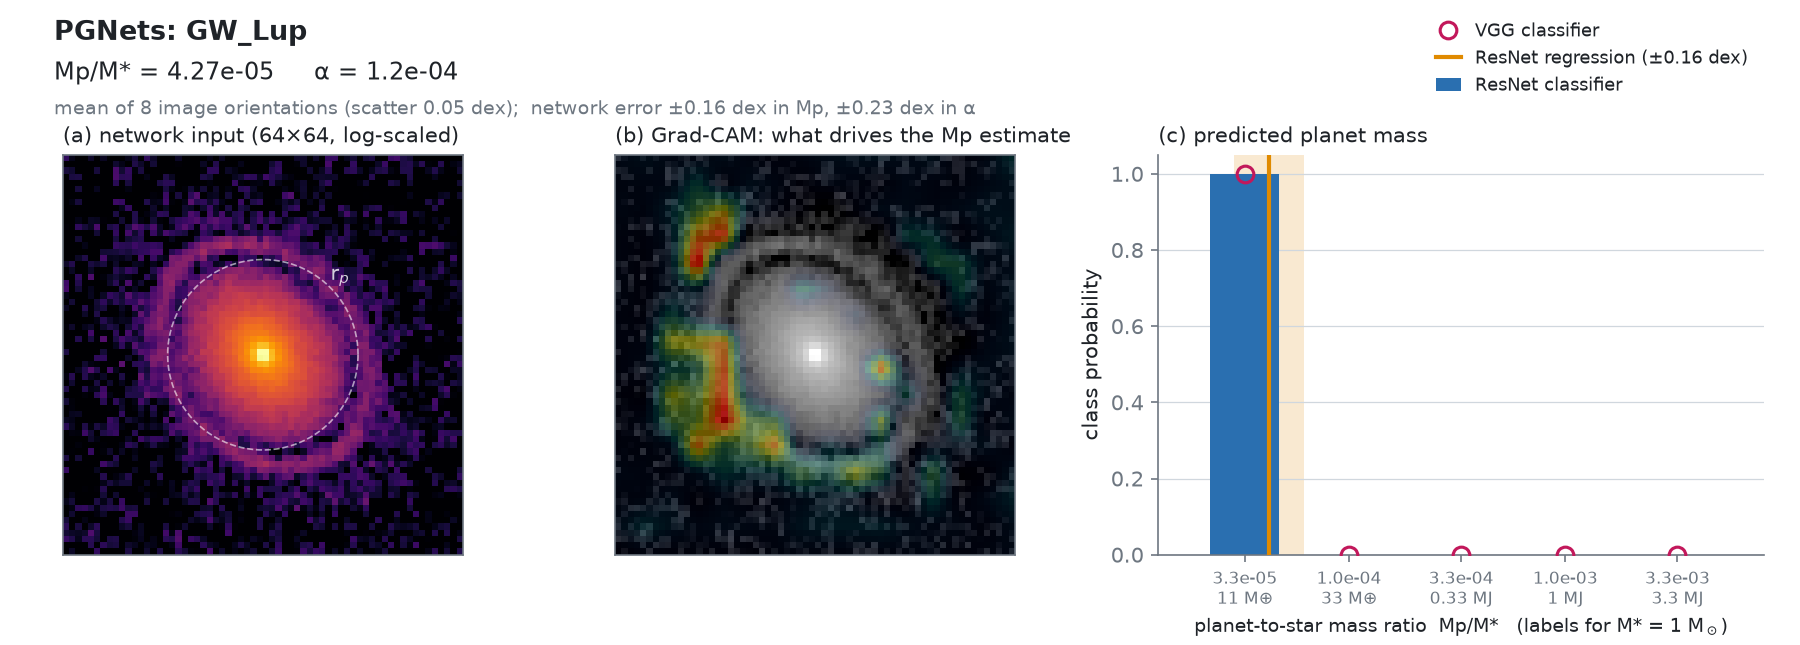 PGNets: GW_Lup
Mp/M* = 4.27e-05 α = 1.2e-04
mean of 8 image orientations (scatter 0.05 dex); network error ±0.16 dex in Mp, ±0.23 dex in α
VGG classifier
ResNet regression (±0.16 dex)
ResNet classifier
(a) network input (64×64, log-scaled)
r_p
(b) Grad-CAM: what drives the Mp estimate
(c) predicted planet mass
class probability
1.0
0.8
0.6
0.4
0.2
0.0
3.3e-05 1.0e-04 3.3e-04 1.0e-03 3.3e-03
11 M⊕ 33 M⊕ 0.33 MJ 1 MJ 3.3 MJ
planet-to-star mass ratio Mp/M* (labels for M* = 1 M☉)